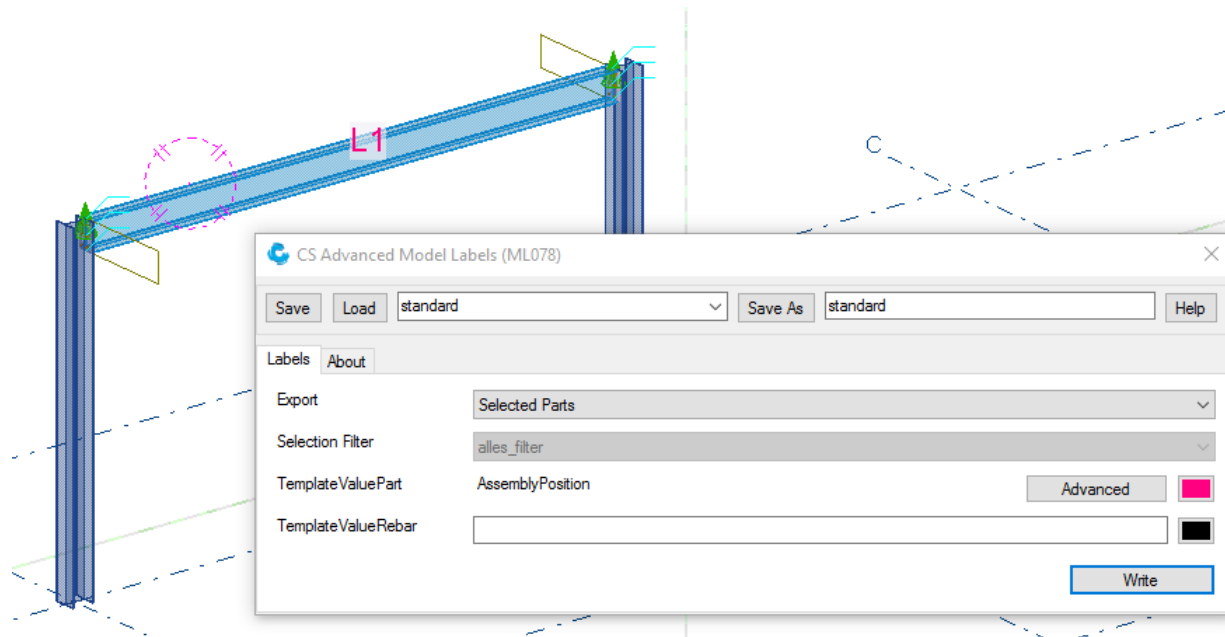 L1
C
CS Advanced Model Labels (ML078)
Save Load standard Save As standard Help
Labels About
Export Selected Parts
Selection Filter alles_filter
TemplateValuePart AssemblyPosition Advanced
TemplateValueRebar
Write